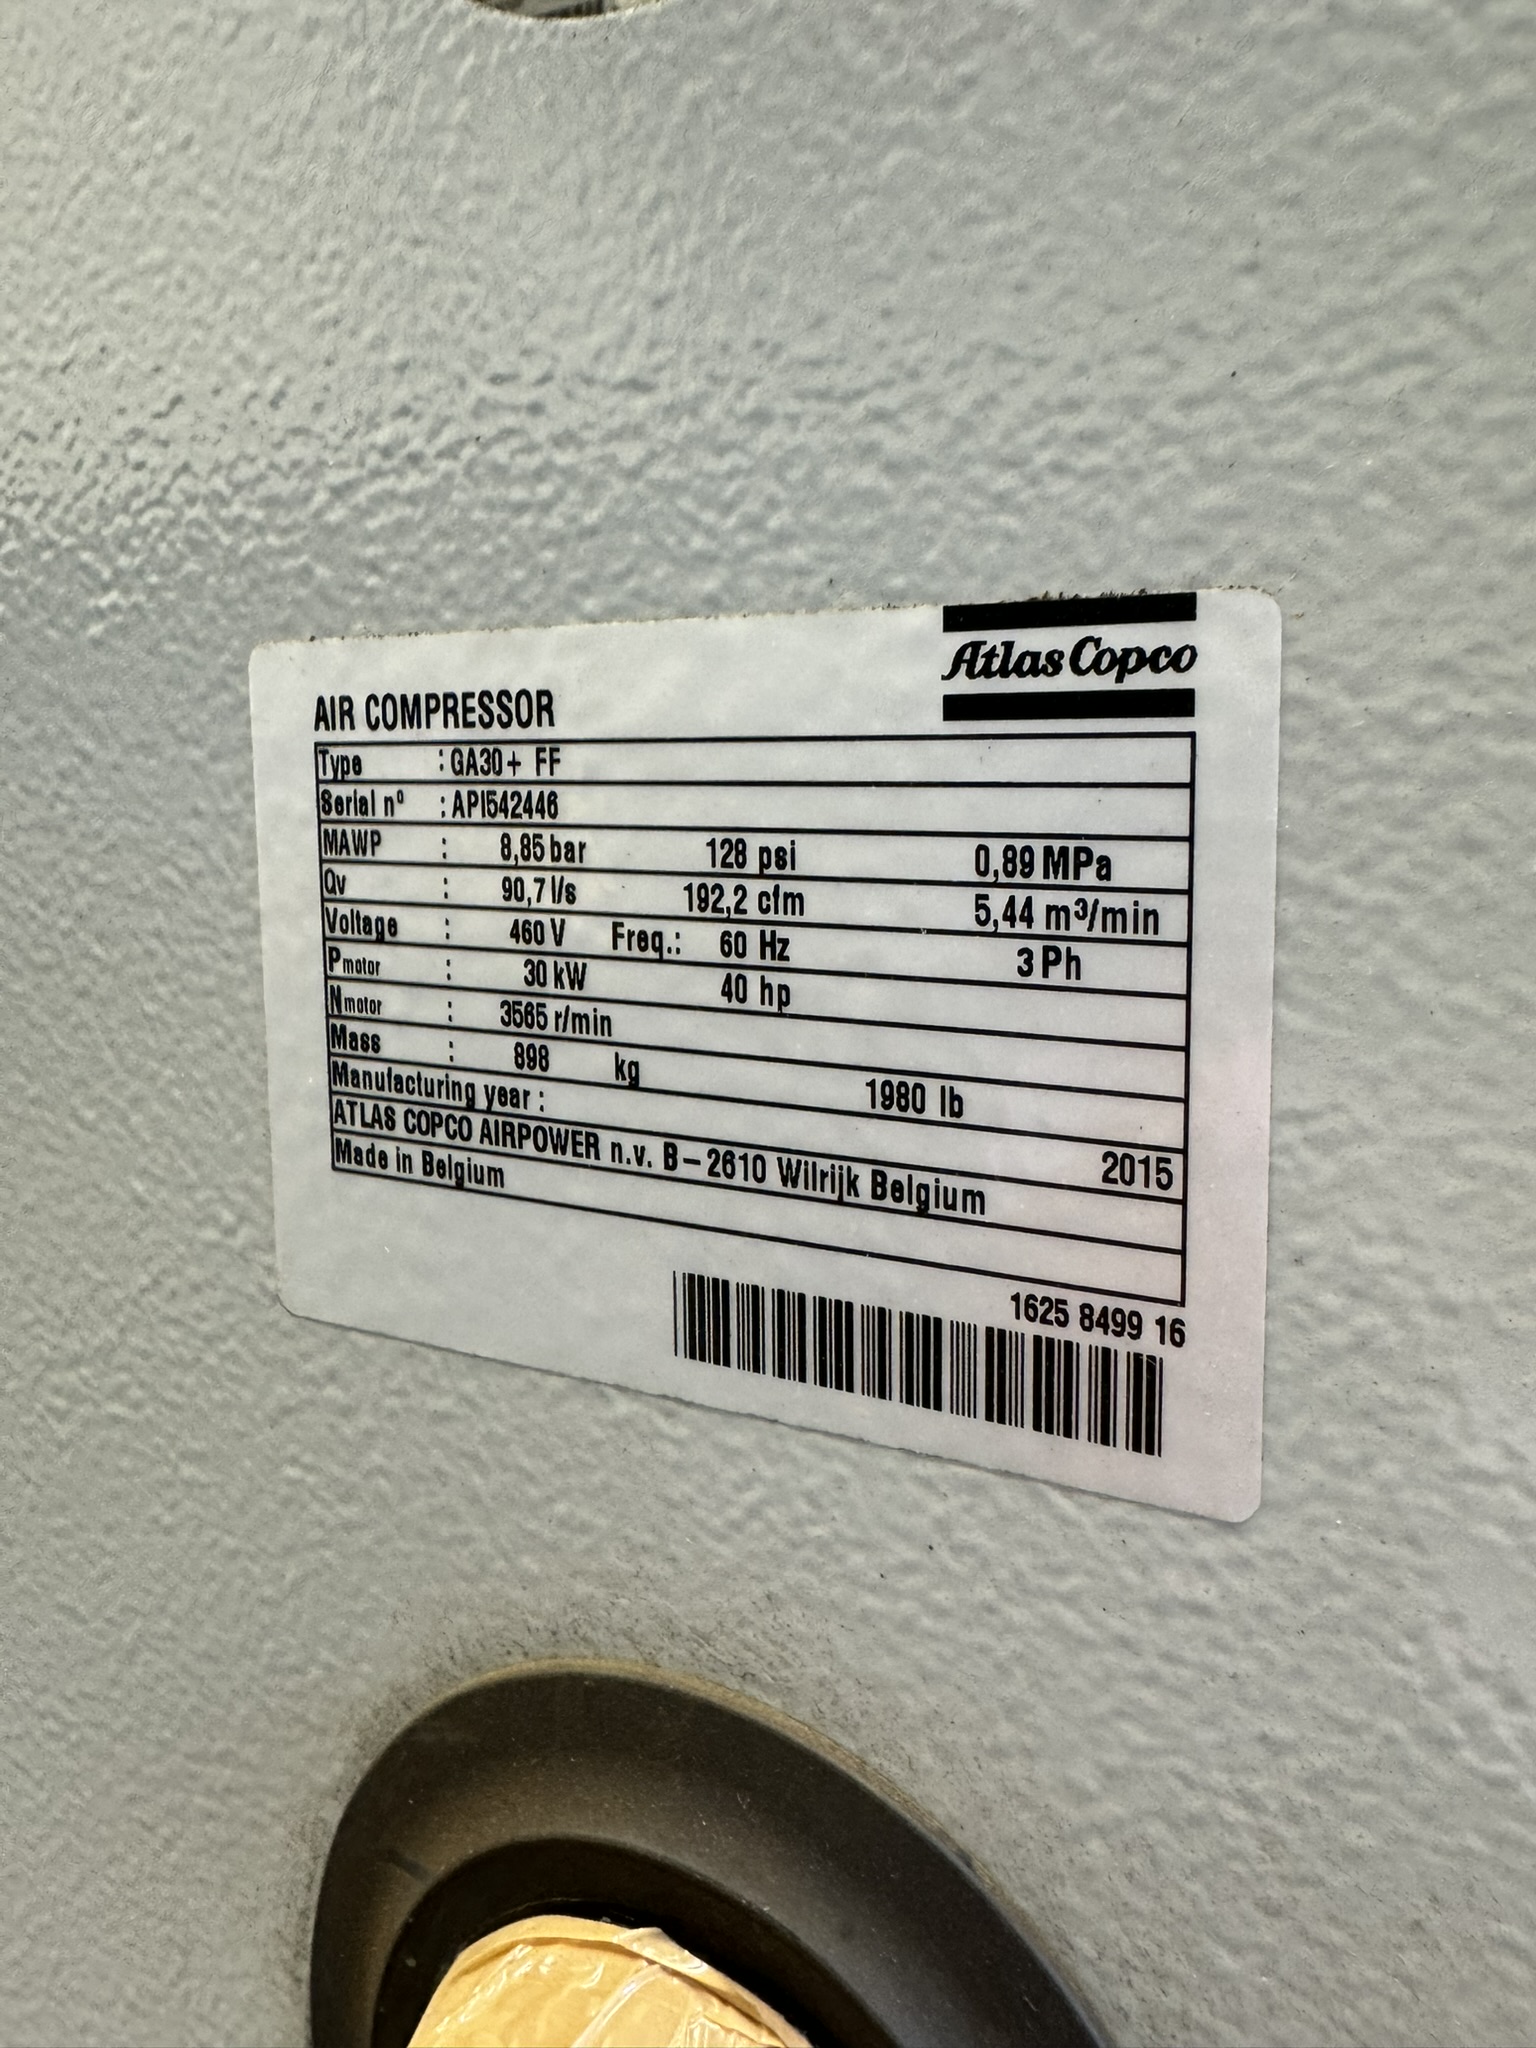 Atlas Copco
AIR COMPRESSOR
Type : GA30+ FF
Serial nº : API542446
MAWP : 8,85 bar 128 psi 0,89 MPa
Qv : 90,7 l/s 192,2 cfm 5,44 m³/min
Voltage : 460 V Freq.: 60 Hz 3 Ph
Pmotor : 30 kW 40 hp
Nmotor : 3565 r/min
Mass : 898 kg 1980 lb
Manufacturing year : 2015
ATLAS COPCO AIRPOWER n.v. B-2610 Wilrijk Belgium
Made in Belgium
1625 8499 16